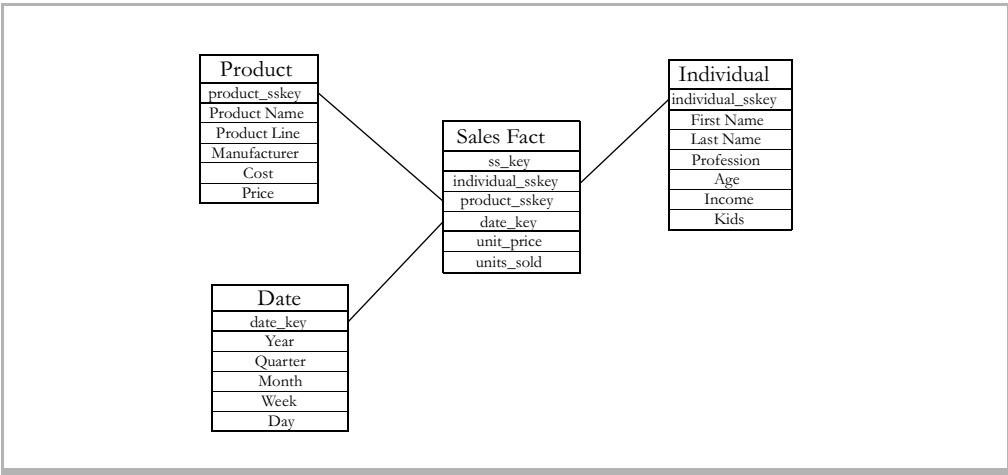 Product
product_sskey
Product Name
Product Line
Manufacturer
Cost
Price
Individual
individual_sskey
First Name
Last Name
Profession
Age
Income
Kids
Sales Fact
ss_key
individual_sskey
product_sskey
date_key
unit_price
units_sold
Date
date_key
Year
Quarter
Month
Week
Day